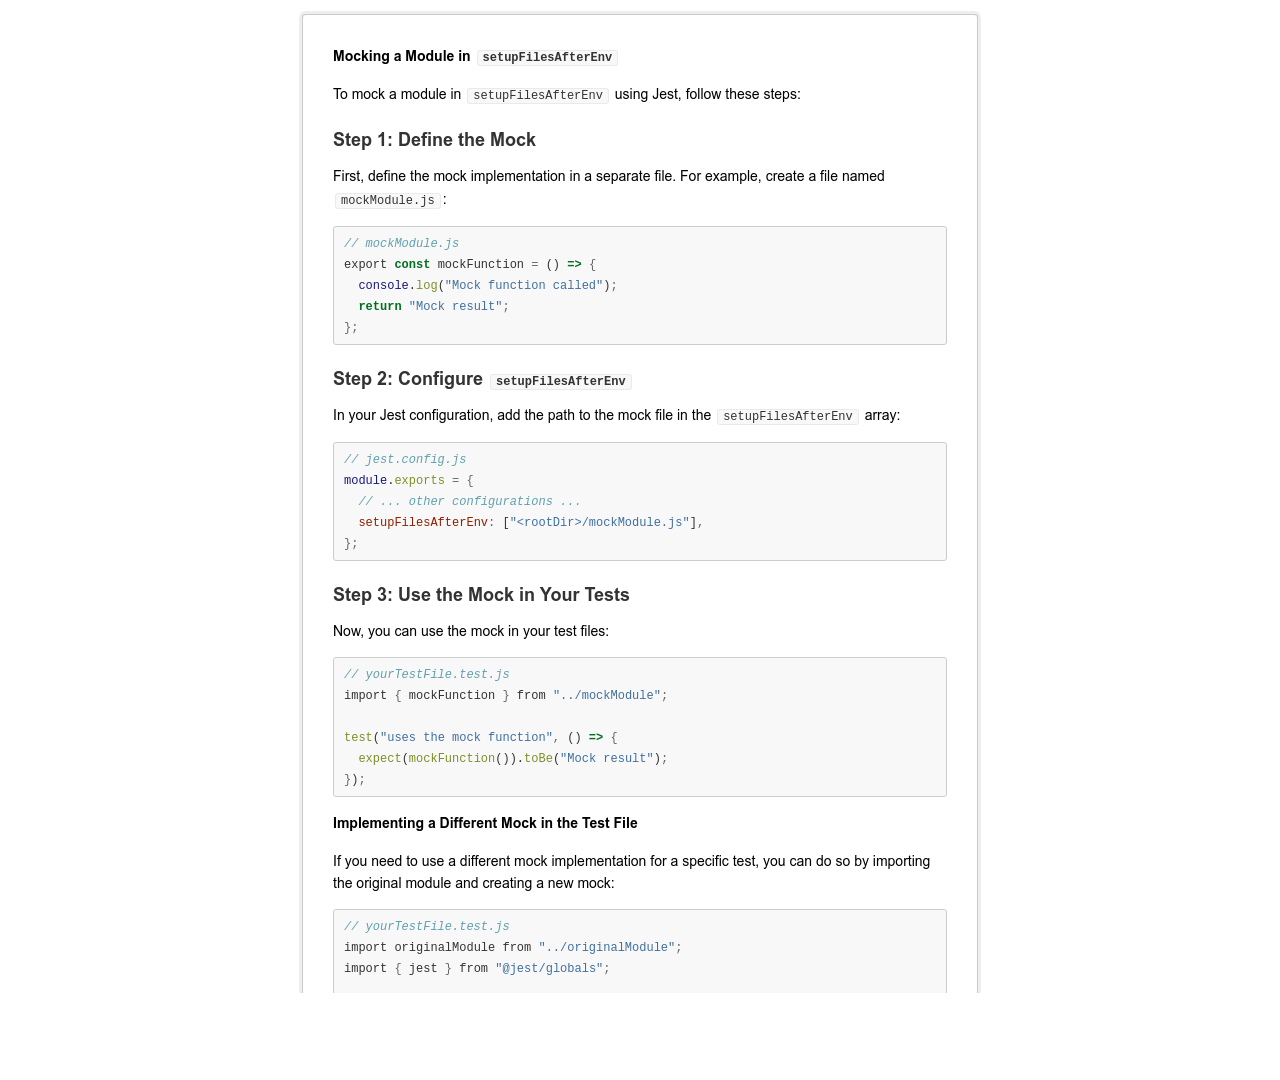 Mocking a Module in setupFilesAfterEnv
To mock a module in setupFilesAfterEnv using Jest, follow these steps:
Step 1: Define the Mock
First, define the mock implementation in a separate file. For example, create a file named
mockModule.js :
// mockModule.js
export const mockFunction = () => {
  console.log("Mock function called");
  return "Mock result";
};
Step 2: Configure setupFilesAfterEnv
In your Jest configuration, add the path to the mock file in the setupFilesAfterEnv array:
// jest.config.js
module.exports = {
  // ... other configurations ...
  setupFilesAfterEnv: ["<rootDir>/mockModule.js"],
};
Step 3: Use the Mock in Your Tests
Now, you can use the mock in your test files:
// yourTestFile.test.js
import { mockFunction } from "../mockModule";
test("uses the mock function", () => {
  expect(mockFunction()).toBe("Mock result");
});
Implementing a Different Mock in the Test File
If you need to use a different mock implementation for a specific test, you can do so by importing
the original module and creating a new mock:
// yourTestFile.test.js
import originalModule from "../originalModule";
import { jest } from "@jest/globals";